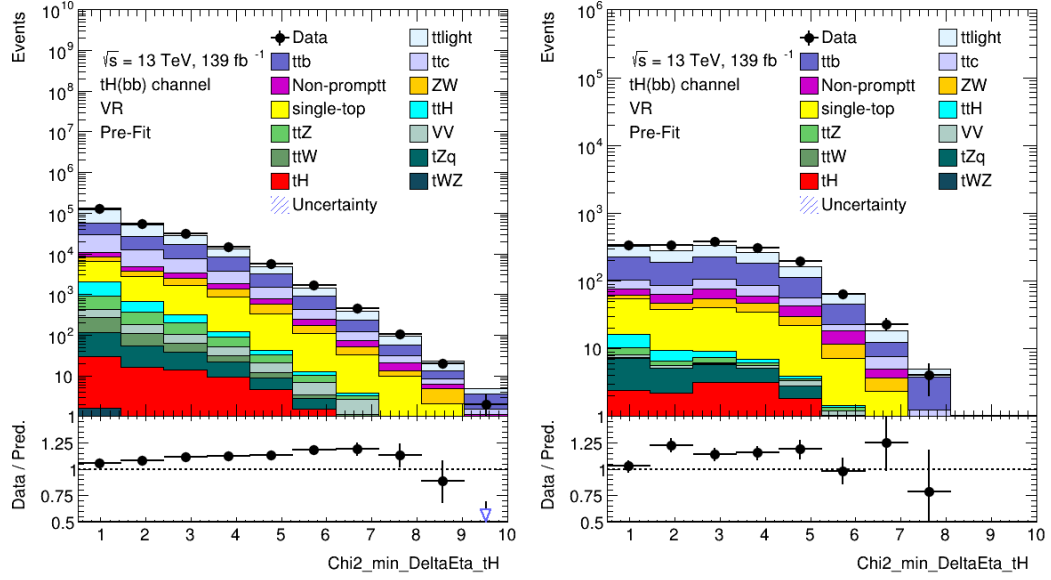 Events
10^10
10^9
10^8
10^7
10^6
10^5
10^4
10^3
10^2
10
1
√s = 13 TeV, 139 fb^-1
tH(bb) channel
VR
Pre-Fit
Data
ttlight
ttb
ttc
Non-promptt
ZW
single-top
ttH
ttZ
VV
ttW
tZq
tH
tWZ
Uncertainty
Data / Pred.
1.25
1
0.75
0.5
1 2 3 4 5 6 7 8 9 10
Chi2_min_DeltaEta_tH
Events
10^6
10^5
10^4
10^3
10^2
10
1
√s = 13 TeV, 139 fb^-1
tH(bb) channel
VR
Pre-Fit
Data
ttlight
ttb
ttc
Non-promptt
ZW
single-top
ttH
ttZ
VV
ttW
tZq
tH
tWZ
Uncertainty
Data / Pred.
1.25
1
0.75
0.5
1 2 3 4 5 6 7 8 9 10
Chi2_min_DeltaEta_tH